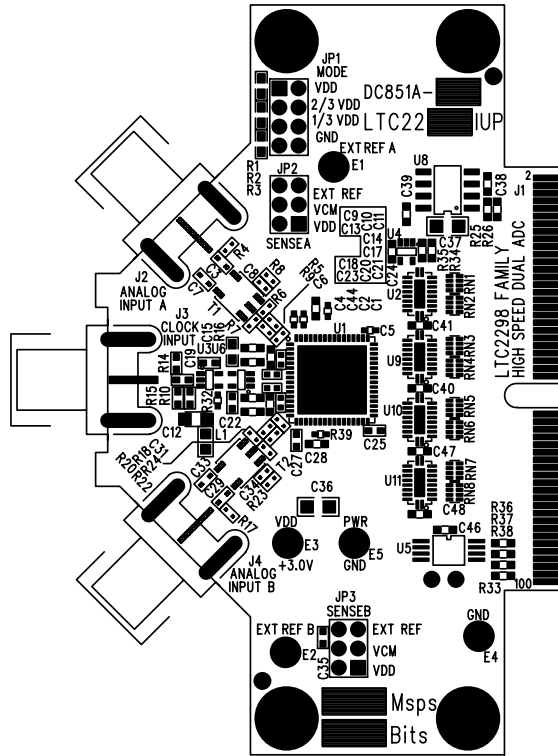 JP1
MODE
VDD
2/3 VDD
1/3 VDD
GND
R1
R2
R3
DC851A-
LTC22 IUP
EXT REF A
E1
JP2
EXT REF
VCM
VDD
SENSEA
U8
C39
C38
J1
2
C37
R25
R26
C9
C10
C11
C13
C14
C17
C18
C21
C23
C24
U4
R35
R34
J2
ANALOG
INPUT A
R4
C3
C7
T1
C8
R8
R5
R9
C6
R6
R7
C4
C44
C2
C1
U1
C5
U2
RN1
RN2
C41
LTC2298 FAMILY
HIGH SPEED DUAL ADC
J3
CLOCK
INPUT
C15
R16
C19
R14
U3
U6
R15
R10
R32
C12
C22
L1
U9
RN3
RN4
C40
U10
RN5
RN6
C47
R39
C25
C28
C27
R18
C31
R20
R24
R22
C33
C29
C34
R23
T2
R17
U11
RN7
RN8
C48
C36
J4
ANALOG
INPUT B
VDD
E3
+3.0V
PWR
E5
GND
C46
U5
R36
R37
R38
R33
100
JP3
SENSEB
EXT REF B
E2
C35
EXT REF
VCM
VDD
GND
E4
Msps
Bits